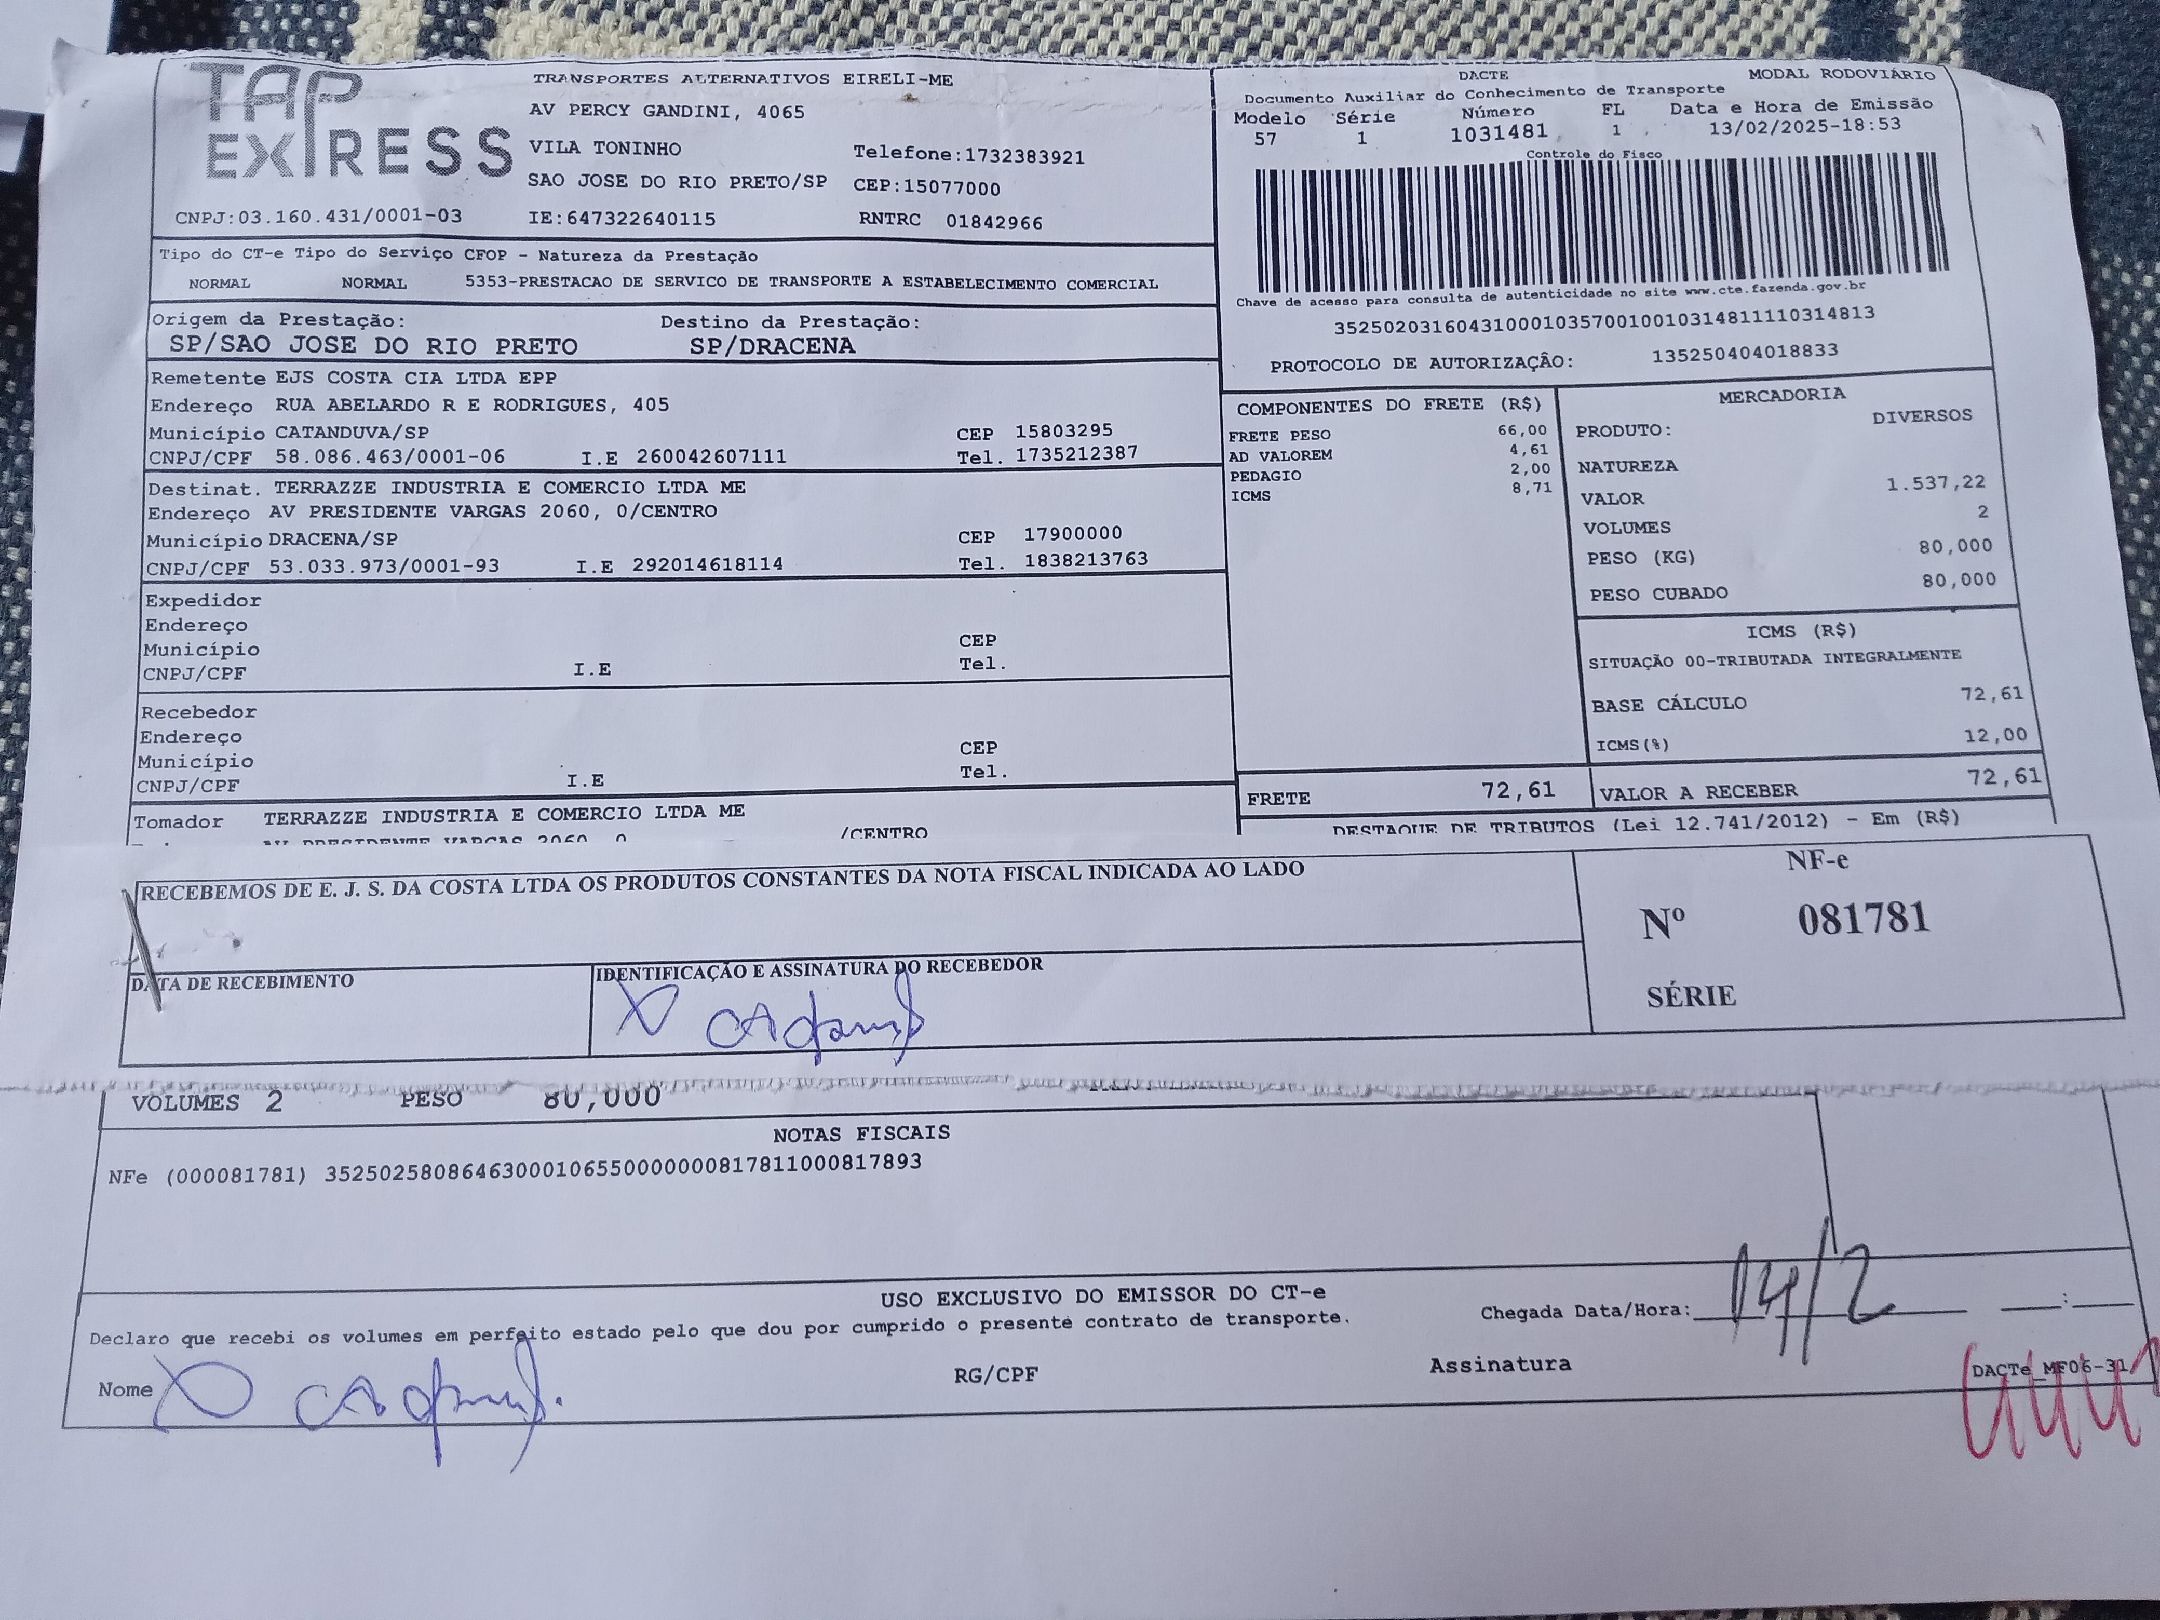 TAP EXPRESS
TRANSPORTES ALTERNATIVOS EIRELI-ME
AV PERCY GANDINI, 4065
VILA TONINHO Telefone:1732383921
SAO JOSE DO RIO PRETO/SP CEP:15077000
CNPJ:03.160.431/0001-03 IE:647322640115 RNTRC 01842966
DACTE MODAL RODOVIÁRIO
Documento Auxiliar do Conhecimento de Transporte
Modelo Série Número FL Data e Hora de Emissão
57 1 1031481 1 13/02/2025-18:53
Controle do Fisco
Chave de acesso para consulta de autenticidade no site www.cte.fazenda.gov.br
35250203160431000103570010010314811110314813
PROTOCOLO DE AUTORIZAÇÃO: 135250404018833
Tipo do CT-e Tipo do Serviço CFOP - Natureza da Prestação
NORMAL NORMAL 5353-PRESTACAO DE SERVICO DE TRANSPORTE A ESTABELECIMENTO COMERCIAL
Origem da Prestação: Destino da Prestação:
SP/SAO JOSE DO RIO PRETO SP/DRACENA
Remetente EJS COSTA CIA LTDA EPP
Endereço RUA ABELARDO R E RODRIGUES, 405
Município CATANDUVA/SP CEP 15803295
CNPJ/CPF 58.086.463/0001-06 I.E 260042607111 Tel. 1735212387
Destinat. TERRAZZE INDUSTRIA E COMERCIO LTDA ME
Endereço AV PRESIDENTE VARGAS 2060, 0/CENTRO
Município DRACENA/SP CEP 17900000
CNPJ/CPF 53.033.973/0001-93 I.E 292014618114 Tel. 1838213763
Expedidor
Endereço
Município CEP
CNPJ/CPF I.E Tel.
Recebedor
Endereço
Município CEP
CNPJ/CPF I.E Tel.
Tomador TERRAZZE INDUSTRIA E COMERCIO LTDA ME
AV PRESIDENTE VARGAS 2060, 0 /CENTRO
COMPONENTES DO FRETE (R$)
FRETE PESO 66,00
AD VALOREM 4,61
PEDAGIO 2,00
ICMS 8,71
MERCADORIA
PRODUTO: DIVERSOS
NATUREZA
VALOR 1.537,22
VOLUMES 2
PESO (KG) 80,000
PESO CUBADO 80,000
ICMS (R$)
SITUAÇÃO 00-TRIBUTADA INTEGRALMENTE
BASE CÁLCULO 72,61
ICMS(%) 12,00
FRETE 72,61 VALOR A RECEBER 72,61
DESTAQUE DE TRIBUTOS (Lei 12.741/2012) - Em (R$)
RECEBEMOS DE E. J. S. DA COSTA LTDA OS PRODUTOS CONSTANTES DA NOTA FISCAL INDICADA AO LADO
NF-e
Nº 081781
SÉRIE
DATA DE RECEBIMENTO IDENTIFICAÇÃO E ASSINATURA DO RECEBEDOR
VOLUMES 2 PESO 80,000
NOTAS FISCAIS
NFe (000081781) 35250258086463000106550000000817811000817893
USO EXCLUSIVO DO EMISSOR DO CT-e
Declaro que recebi os volumes em perfeito estado pelo que dou por cumprido o presente contrato de transporte.
Chegada Data/Hora: 14/2 :
Nome RG/CPF Assinatura
DACTe_MF06-31